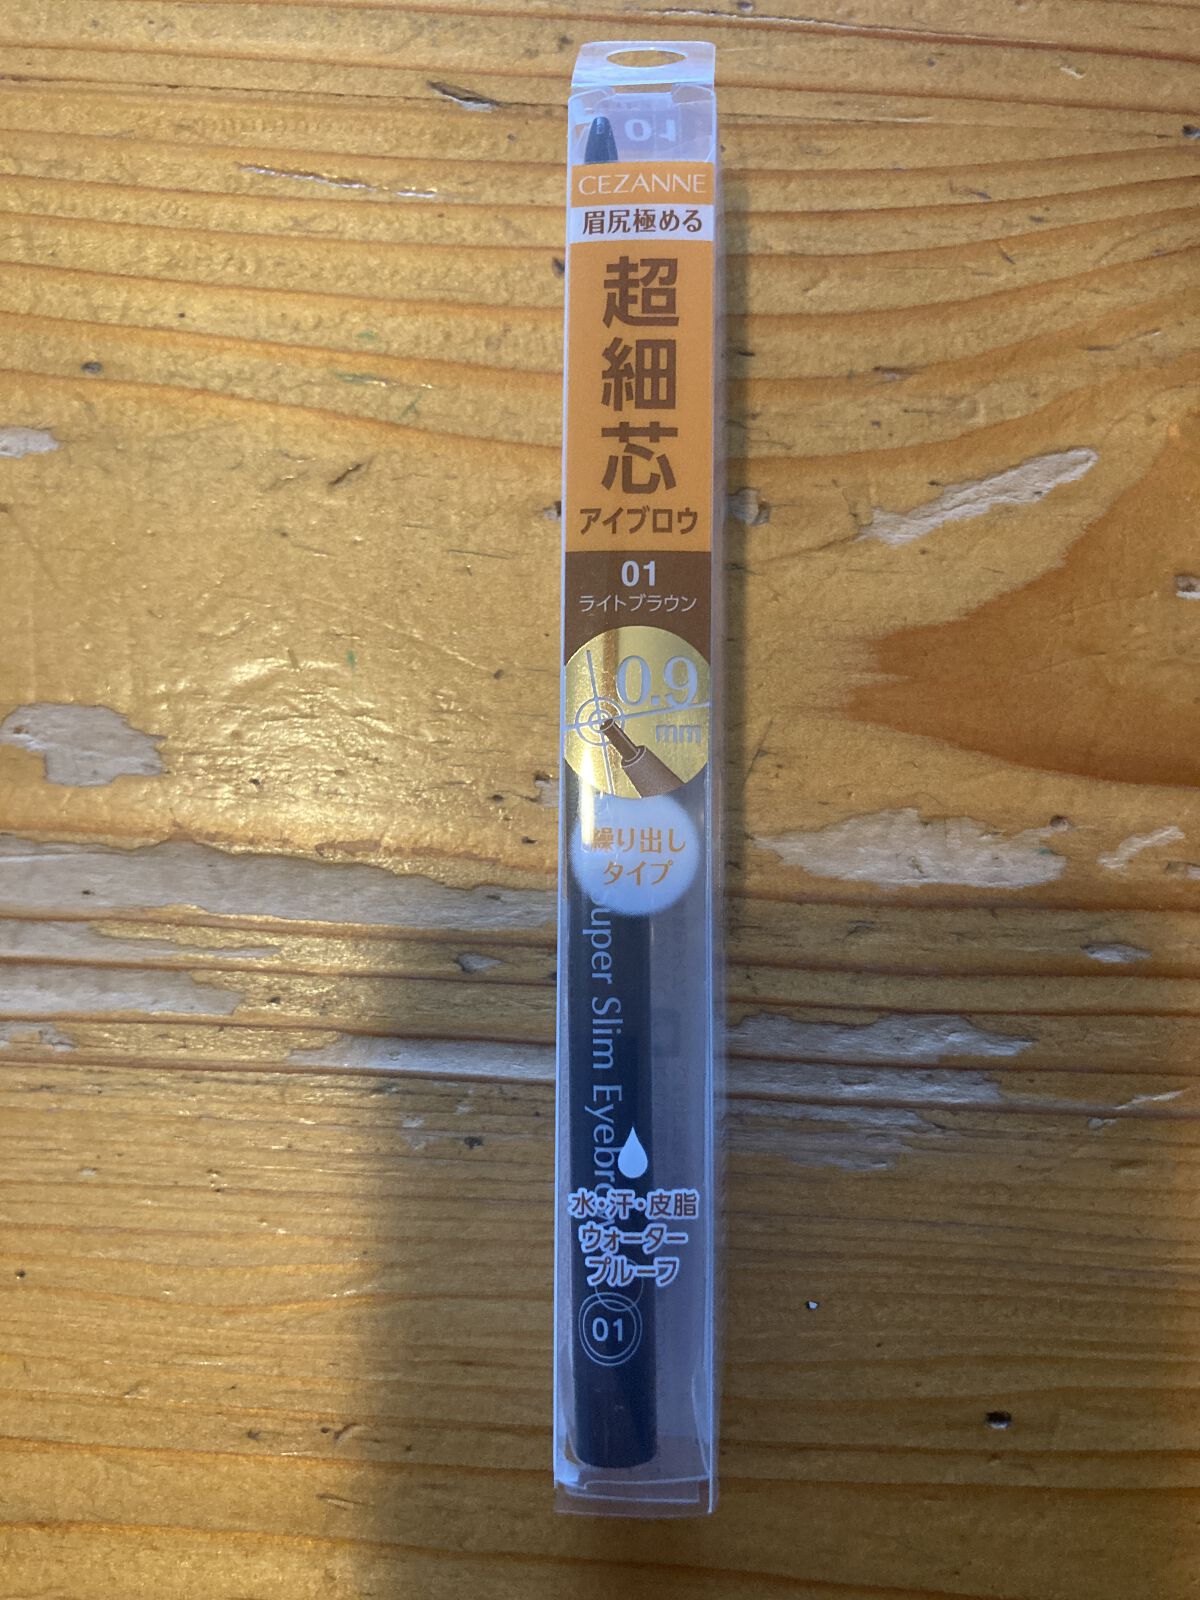 01
CEZANNE
眉尻極める
超細芯
アイブロウ
01
ライトブラウン
0.9
mm
繰り出し
タイプ
Super Slim Eyebro
水・汗・皮脂
ウォーター
プルーフ
01